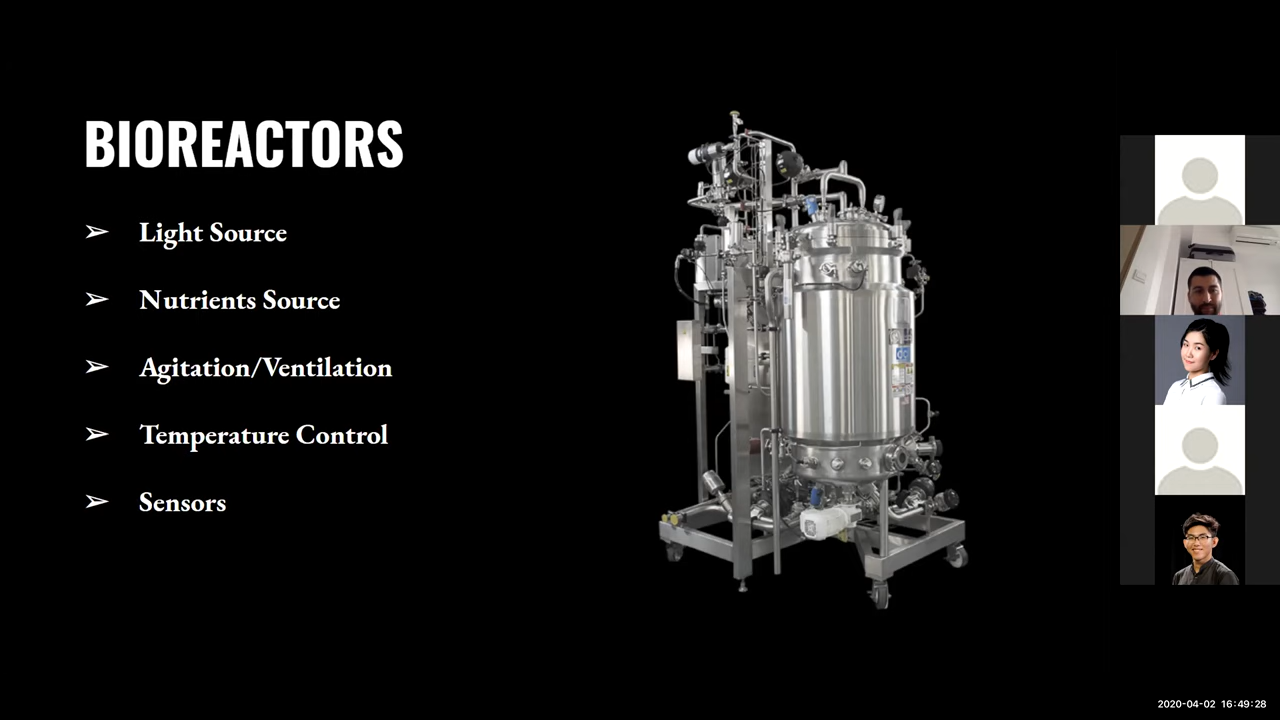 BIOREACTORS
➢ Light Source
➢ Nutrients Source
➢ Agitation/Ventilation
➢ Temperature Control
➢ Sensors
2020-04-02 16:49:28